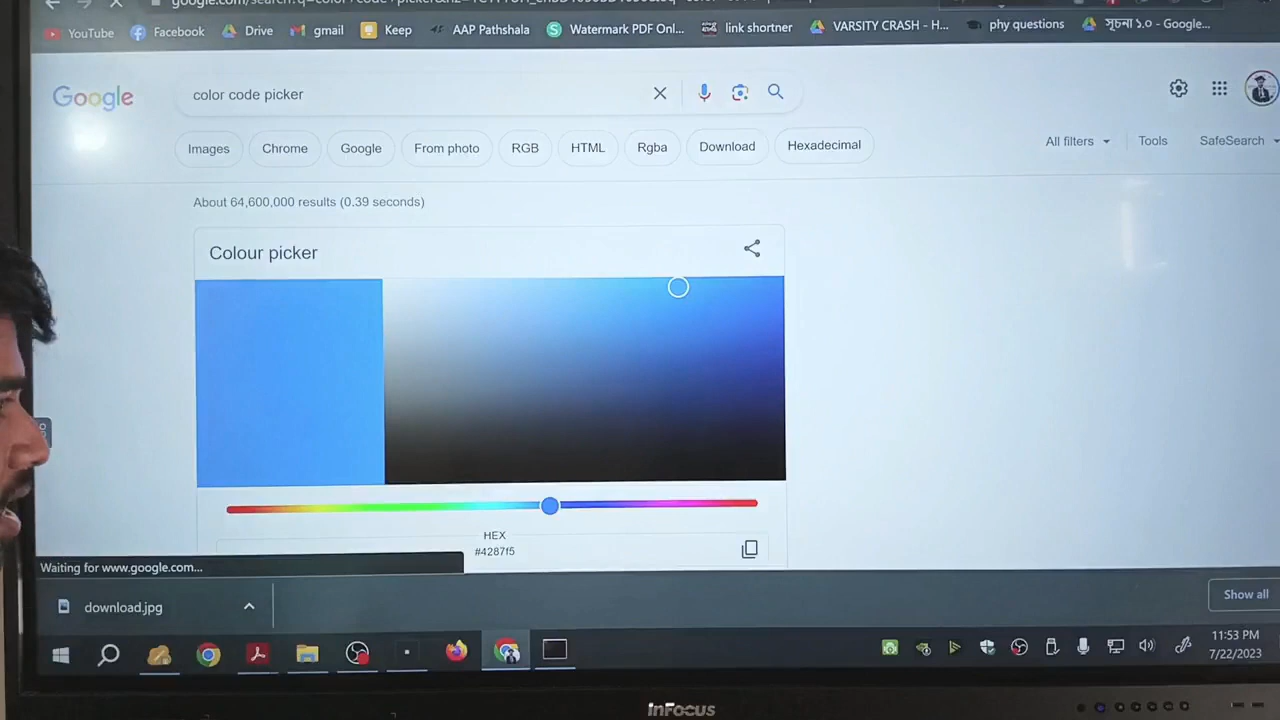 YouTube Facebook Drive gmail Keep AAP Pathshala Watermark PDF Onl... link shortner VARSITY CRASH - H... phy questions সূচনা ১.০ - Google...
Google color code picker
Images Chrome Google From photo RGB HTML Rgba Download Hexadecimal All filters Tools SafeSearch
About 64,600,000 results (0.39 seconds)
Colour picker
HEX
#4287f5
Waiting for www.google.com...
download.jpg Show all
11:53 PM
7/22/2023
InFocus